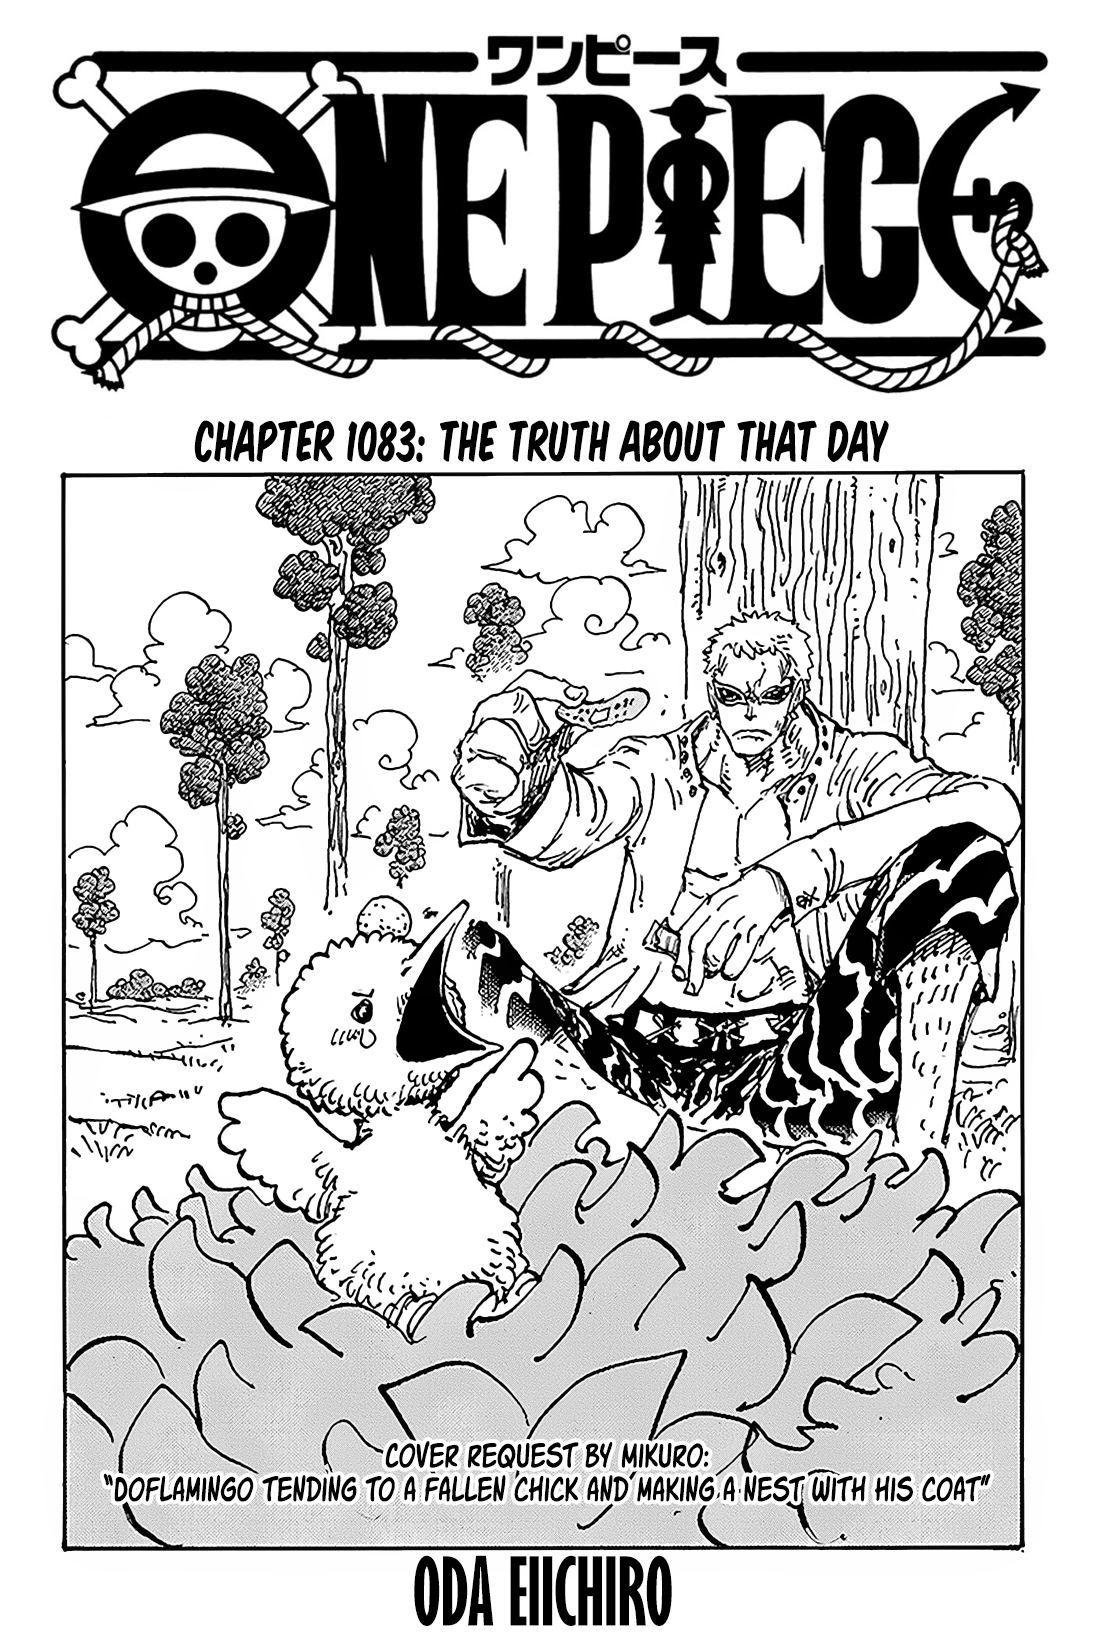 ワンピース
ONE PIECE
CHAPTER 1083: THE TRUTH ABOUT THAT DAY
COVER REQUEST BY MIKURO:
"DOFLAMINGO TENDING TO A FALLEN CHICK AND MAKING A NEST WITH HIS COAT"
ODA EIICHIRO